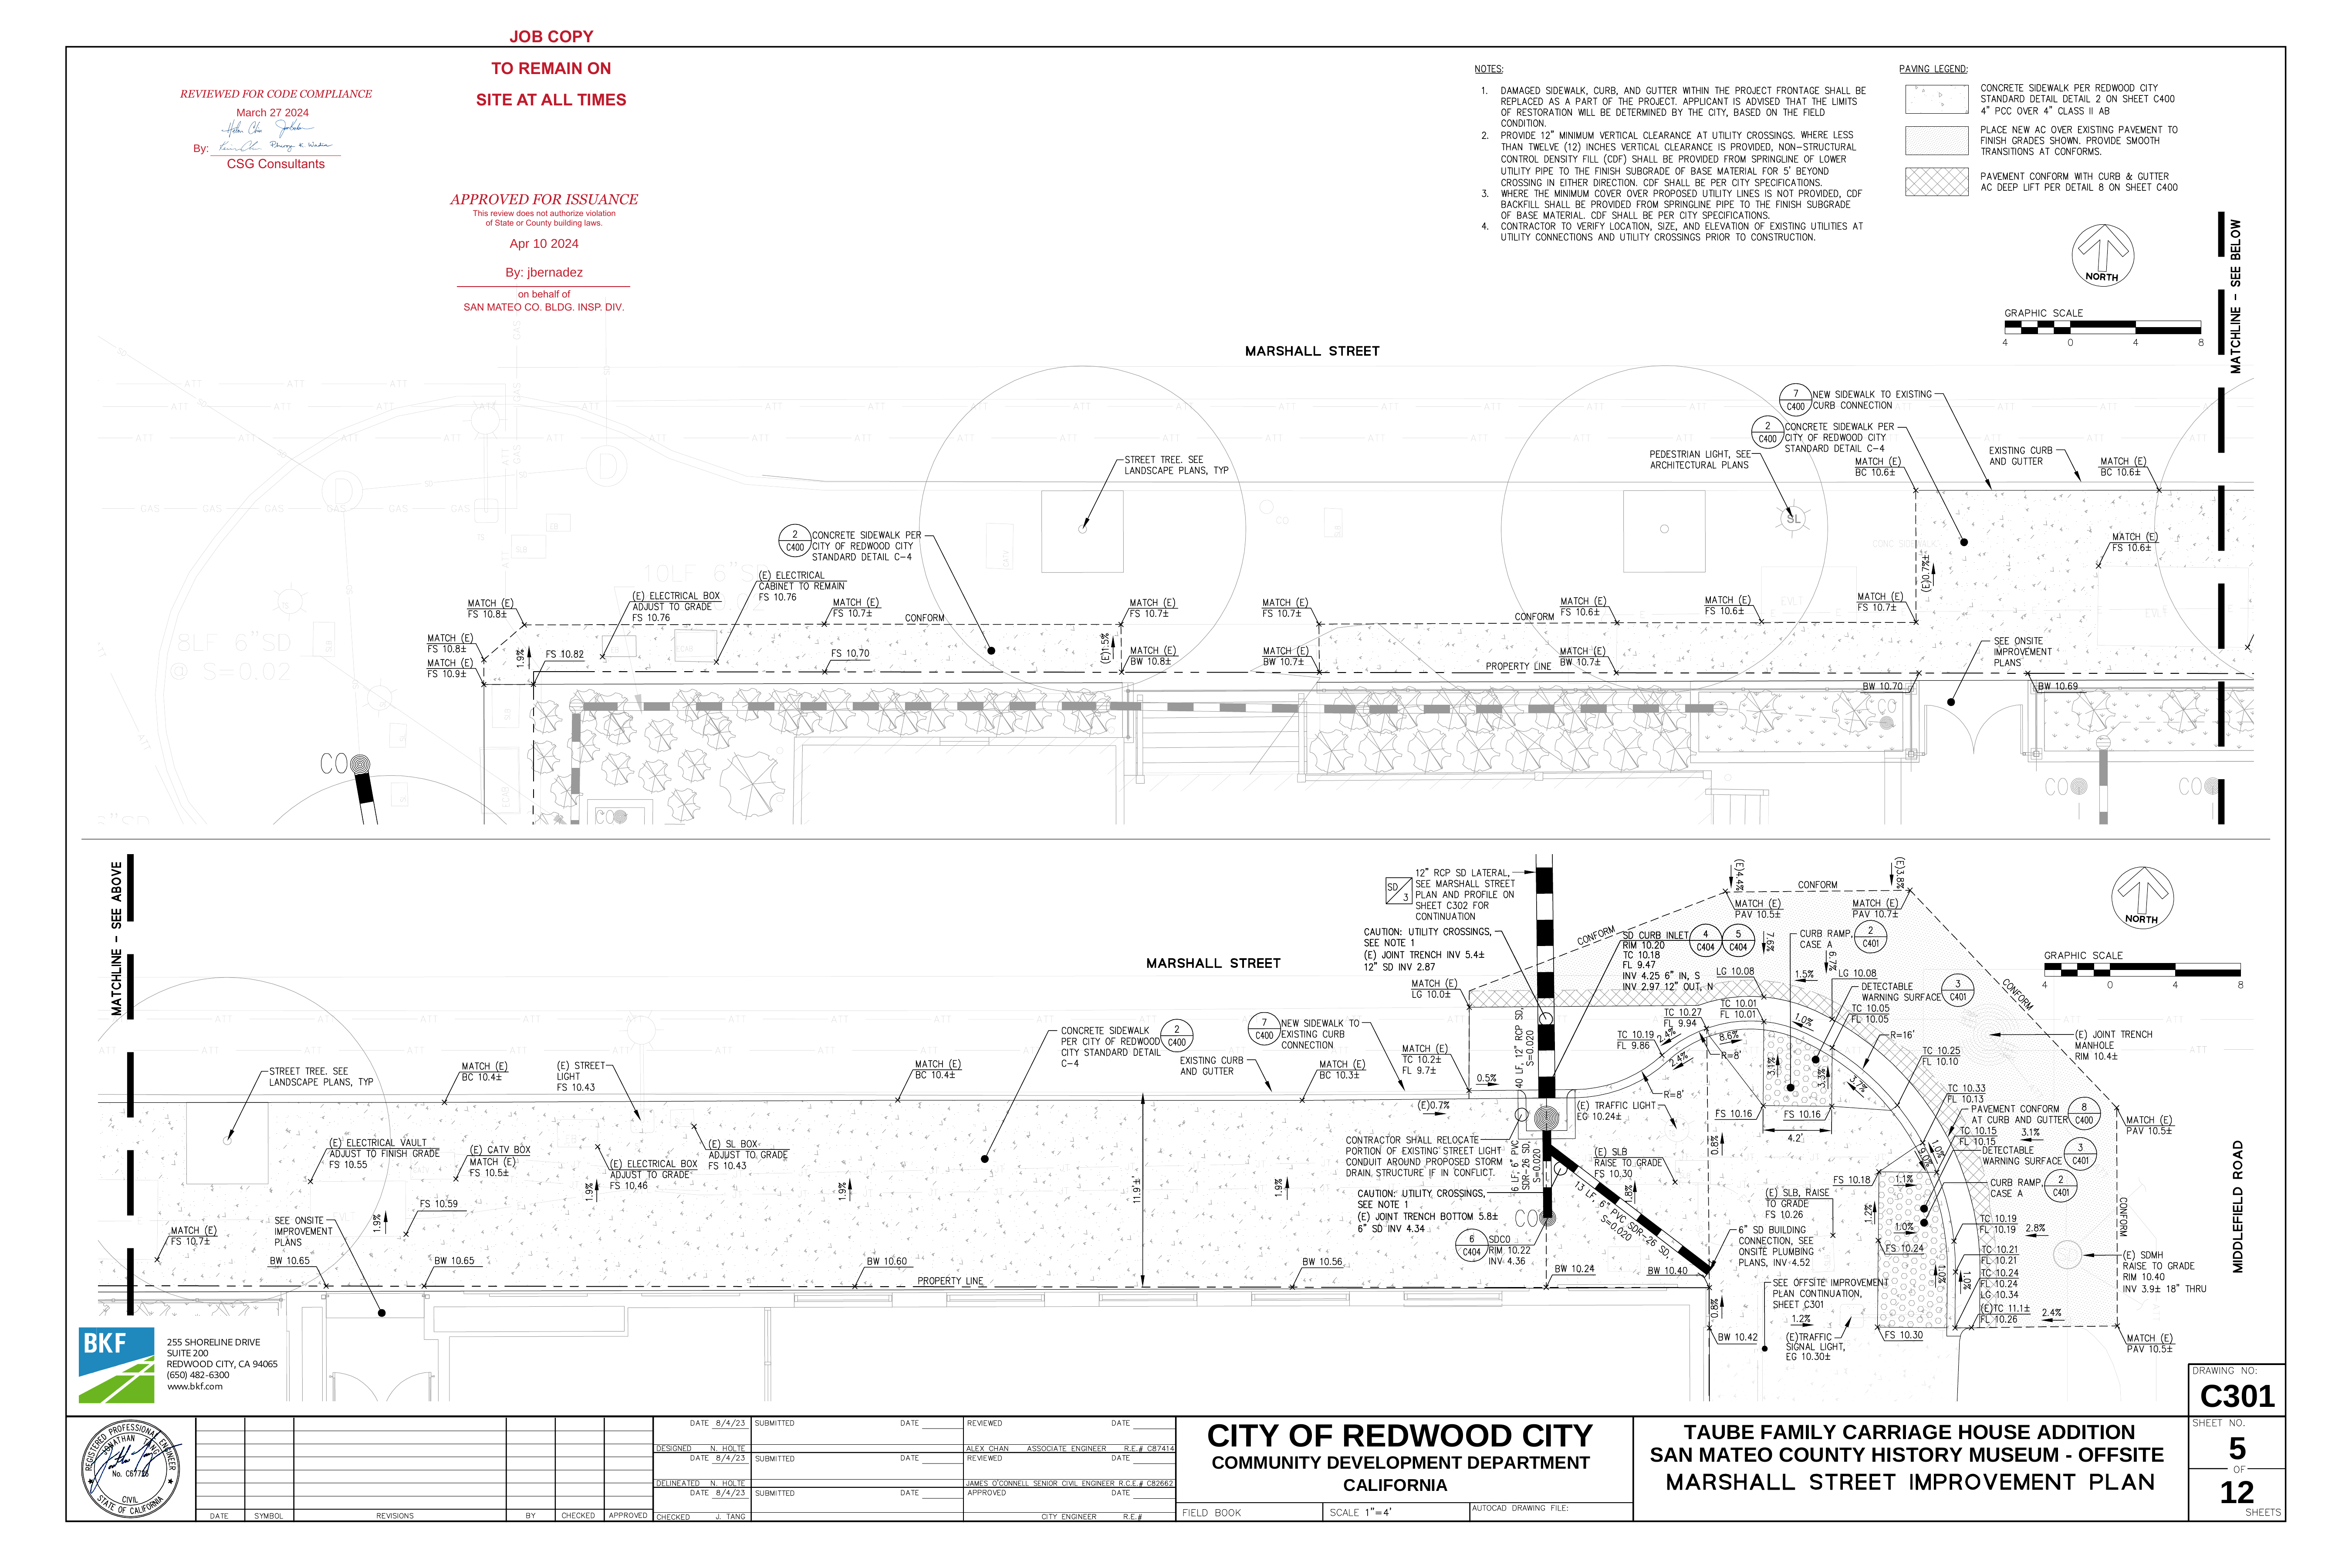 JOB COPY
TO REMAIN ON
SITE AT ALL TIMES
REVIEWED FOR CODE COMPLIANCE
March 27 2024
By:
CSG Consultants
APPROVED FOR ISSUANCE
This review does not authorize violation
of State or County building laws.
Apr 10 2024
By: jbernadez
on behalf of
SAN MATEO CO. BLDG. INSP. DIV.
NOTES:
1. DAMAGED SIDEWALK, CURB, AND GUTTER WITHIN THE PROJECT FRONTAGE SHALL BE
REPLACED AS A PART OF THE PROJECT. APPLICANT IS ADVISED THAT THE LIMITS
OF RESTORATION WILL BE DETERMINED BY THE CITY, BASED ON THE FIELD
CONDITION.
2. PROVIDE 12" MINIMUM VERTICAL CLEARANCE AT UTILITY CROSSINGS. WHERE LESS
THAN TWELVE (12) INCHES VERTICAL CLEARANCE IS PROVIDED, NON-STRUCTURAL
CONTROL DENSITY FILL (CDF) SHALL BE PROVIDED FROM SPRINGLINE OF LOWER
UTILITY PIPE TO THE FINISH SUBGRADE OF BASE MATERIAL FOR 5' BEYOND
CROSSING IN EITHER DIRECTION. CDF SHALL BE PER CITY SPECIFICATIONS.
3. WHERE THE MINIMUM COVER OVER PROPOSED UTILITY LINES IS NOT PROVIDED, CDF
BACKFILL SHALL BE PROVIDED FROM SPRINGLINE PIPE TO THE FINISH SUBGRADE
OF BASE MATERIAL. CDF SHALL BE PER CITY SPECIFICATIONS.
4. CONTRACTOR TO VERIFY LOCATION, SIZE, AND ELEVATION OF EXISTING UTILITIES AT
UTILITY CONNECTIONS AND UTILITY CROSSINGS PRIOR TO CONSTRUCTION.
PAVING LEGEND:
CONCRETE SIDEWALK PER REDWOOD CITY
STANDARD DETAIL DETAIL 2 ON SHEET C400
4" PCC OVER 4" CLASS II AB
PLACE NEW AC OVER EXISTING PAVEMENT TO
FINISH GRADES SHOWN. PROVIDE SMOOTH
TRANSITIONS AT CONFORMS.
PAVEMENT CONFORM WITH CURB & GUTTER
AC DEEP LIFT PER DETAIL 8 ON SHEET C400
NORTH
GRAPHIC SCALE
4 0 4 8
MATCHLINE - SEE BELOW
MARSHALL STREET
7
C400
NEW SIDEWALK TO EXISTING
CURB CONNECTION
2
C400
CONCRETE SIDEWALK PER
CITY OF REDWOOD CITY
STANDARD DETAIL C-4
PEDESTRIAN LIGHT, SEE
ARCHITECTURAL PLANS
SL
MATCH (E)
BC 10.6±
EXISTING CURB
AND GUTTER
MATCH (E)
BC 10.6±
MATCH (E)
FS 10.6±
STREET TREE. SEE
LANDSCAPE PLANS, TYP
2
C400
CONCRETE SIDEWALK PER
CITY OF REDWOOD CITY
STANDARD DETAIL C-4
10LF 6"SD
8LF 6"SD
@ S=0.02
(E) ELECTRICAL
CABINET TO REMAIN
FS 10.76
(E) ELECTRICAL BOX
ADJUST TO GRADE
FS 10.76
MATCH (E)
FS 10.8±
MATCH (E)
FS 10.8±
MATCH (E)
FS 10.9±
1.9%
FS 10.82
MATCH (E)
FS 10.7±
CONFORM
FS 10.70
MATCH (E)
FS 10.7±
(E)1.5%
MATCH (E)
BW 10.8±
MATCH (E)
FS 10.7±
MATCH (E)
BW 10.7±
CONFORM
MATCH (E)
FS 10.6±
MATCH (E)
FS 10.6±
MATCH (E)
FS 10.7±
(E)0.7%±
PROPERTY LINE
MATCH (E)
BW 10.7±
SEE ONSITE
IMPROVEMENT
PLANS
BW 10.70
BW 10.69
CO
CO
CO
CO
CO
MATCHLINE - SEE ABOVE
MARSHALL STREET
STREET TREE. SEE
LANDSCAPE PLANS, TYP
MATCH (E)
BC 10.4±
(E) STREET
LIGHT
FS 10.43
MATCH (E)
BC 10.4±
CONCRETE SIDEWALK
PER CITY OF REDWOOD
CITY STANDARD DETAIL
C-4
2
C400
7
C400
NEW SIDEWALK TO
EXISTING CURB
CONNECTION
EXISTING CURB
AND GUTTER
MATCH (E)
BC 10.3±
MATCH (E)
TC 10.2±
FL 9.7±
MATCH (E)
LG 10.0±
(E) ELECTRICAL VAULT
ADJUST TO FINISH GRADE
FS 10.55
(E) CATV BOX
MATCH (E)
FS 10.5±
(E) ELECTRICAL BOX
ADJUST TO GRADE
FS 10.46
(E) SL BOX
ADJUST TO GRADE
FS 10.43
MATCH (E)
FS 10.7±
SEE ONSITE
IMPROVEMENT
PLANS
FS 10.59
1.9%
1.9%
1.9%
1.9%
11.9'±
BW 10.65
BW 10.65
BW 10.60
PROPERTY LINE
BW 10.56
BW 10.24
BW 10.40
SD
3
12" RCP SD LATERAL,
SEE MARSHALL STREET
PLAN AND PROFILE ON
SHEET C302 FOR
CONTINUATION
CAUTION: UTILITY CROSSINGS,
SEE NOTE 1
(E) JOINT TRENCH INV 5.4±
12" SD INV 2.87
CONFORM
SD CURB INLET
RIM 10.20
TC 10.18
FL 9.47
INV 4.25 6" IN, S
INV 2.97 12" OUT, N
4
C404
5
C404
40 LF, 12" RCP SD,
S=0.020
0.5%
(E)0.7%
CONTRACTOR SHALL RELOCATE
PORTION OF EXISTING STREET LIGHT
CONDUIT AROUND PROPOSED STORM
DRAIN STRUCTURE IF IN CONFLICT.
CAUTION: UTILITY CROSSINGS,
SEE NOTE 1
(E) JOINT TRENCH BOTTOM 5.8±
6" SD INV 4.34
6 LF, 6" PVC
SDR-26 SD,
S=0.020
CO
6
C404
SDCO
RIM 10.22
INV 4.36
13 LF, 6" PVC SDR-26 SD,
S=0.020
(E) TRAFFIC LIGHT
EG 10.24±
(E) SLB
RAISE TO GRADE
FS 10.30
1.8%
6" SD BUILDING
CONNECTION, SEE
ONSITE PLUMBING
PLANS, INV 4.52
(E)4.4%
CONFORM
(E)3.8%
MATCH (E)
PAV 10.5±
MATCH (E)
PAV 10.7±
7.6%
CURB RAMP,
CASE A
2
C401
6.7%
1.5%
LG 10.08
LG 10.08
DETECTABLE
WARNING SURFACE
3
C401
TC 10.05
FL 10.05
TC 10.01
FL 10.01
TC 10.27
FL 9.94
TC 10.19
FL 9.86
2.4%
2.4%
8.6%
1.0%
R=8'
R=8'
R=16'
3.1%
3.3%
3.7%
FS 10.16
FS 10.16
4.2'
0.8%
CONFORM
(E) JOINT TRENCH
MANHOLE
RIM 10.4±
TC 10.25
FL 10.10
TC 10.33
FL 10.13
PAVEMENT CONFORM
AT CURB AND GUTTER
8
C400
TC 10.15
FL 10.15
3.1%
DETECTABLE
WARNING SURFACE
3
C401
MATCH (E)
PAV 10.5±
1.0%
9.0%
FS 10.18
1.1%
CURB RAMP,
CASE A
2
C401
(E) SLB, RAISE
TO GRADE
FS 10.26
1.2%
1.0%
TC 10.19
FL 10.19
2.8%
CONFORM
FS 10.24
TC 10.21
FL 10.21
TC 10.24
FL 10.24
LG 10.34
(E)TC 11.1±
FL 10.26
2.4%
1.0%
1.0%
(E) SDMH
RAISE TO GRADE
RIM 10.40
INV 3.9± 18" THRU
SEE OFFSITE IMPROVEMENT
PLAN CONTINUATION,
SHEET C301
0.8%
1.2%
BW 10.42
(E)TRAFFIC
SIGNAL LIGHT,
EG 10.30±
FS 10.30
MATCH (E)
PAV 10.5±
MIDDLEFIELD ROAD
NORTH
GRAPHIC SCALE
4 0 4 8
BKF
255 SHORELINE DRIVE
SUITE 200
REDWOOD CITY, CA 94065
(650) 482-6300
www.bkf.com
REGISTERED PROFESSIONAL ENGINEER
JONATHAN TANG
No. C67726
CIVIL
STATE OF CALIFORNIA
DATE SYMBOL REVISIONS BY CHECKED APPROVED
DATE 8/4/23 SUBMITTED DATE REVIEWED DATE
DESIGNED N. HOLTE ALEX CHAN ASSOCIATE ENGINEER R.E.# C87414
DATE 8/4/23 SUBMITTED DATE REVIEWED DATE
DELINEATED N. HOLTE JAMES O'CONNELL SENIOR CIVIL ENGINEER R.C.E.# C82662
DATE 8/4/23 SUBMITTED DATE APPROVED DATE
CHECKED J. TANG CITY ENGINEER R.E.#
CITY OF REDWOOD CITY
COMMUNITY DEVELOPMENT DEPARTMENT
CALIFORNIA
FIELD BOOK SCALE 1"=4' AUTOCAD DRAWING FILE:
TAUBE FAMILY CARRIAGE HOUSE ADDITION
SAN MATEO COUNTY HISTORY MUSEUM - OFFSITE
MARSHALL STREET IMPROVEMENT PLAN
DRAWING NO:
C301
SHEET NO.
5
OF
12
SHEETS